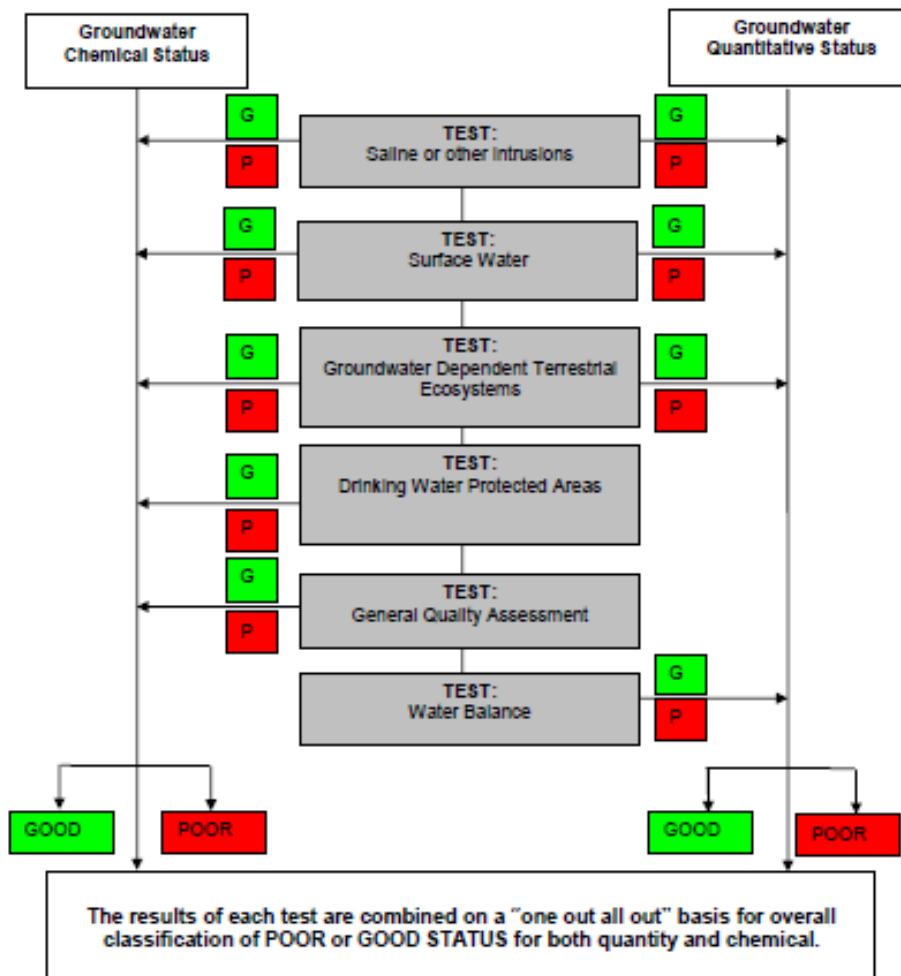 Groundwater
Chemical Status
Groundwater
Quantitative Status
G
P
TEST:
Saline or other Intrusions
G
P
G
P
TEST:
Surface Water
G
P
G
P
TEST:
Groundwater Dependent Terrestrial
Ecosystems
G
P
G
P
TEST:
Drinking Water Protected Areas
G
P
TEST:
General Quality Assessment
TEST:
Water Balance
G
P
GOOD
POOR
GOOD
POOR
The results of each test are combined on a "one out all out" basis for overall
classification of POOR or GOOD STATUS for both quantity and chemical.